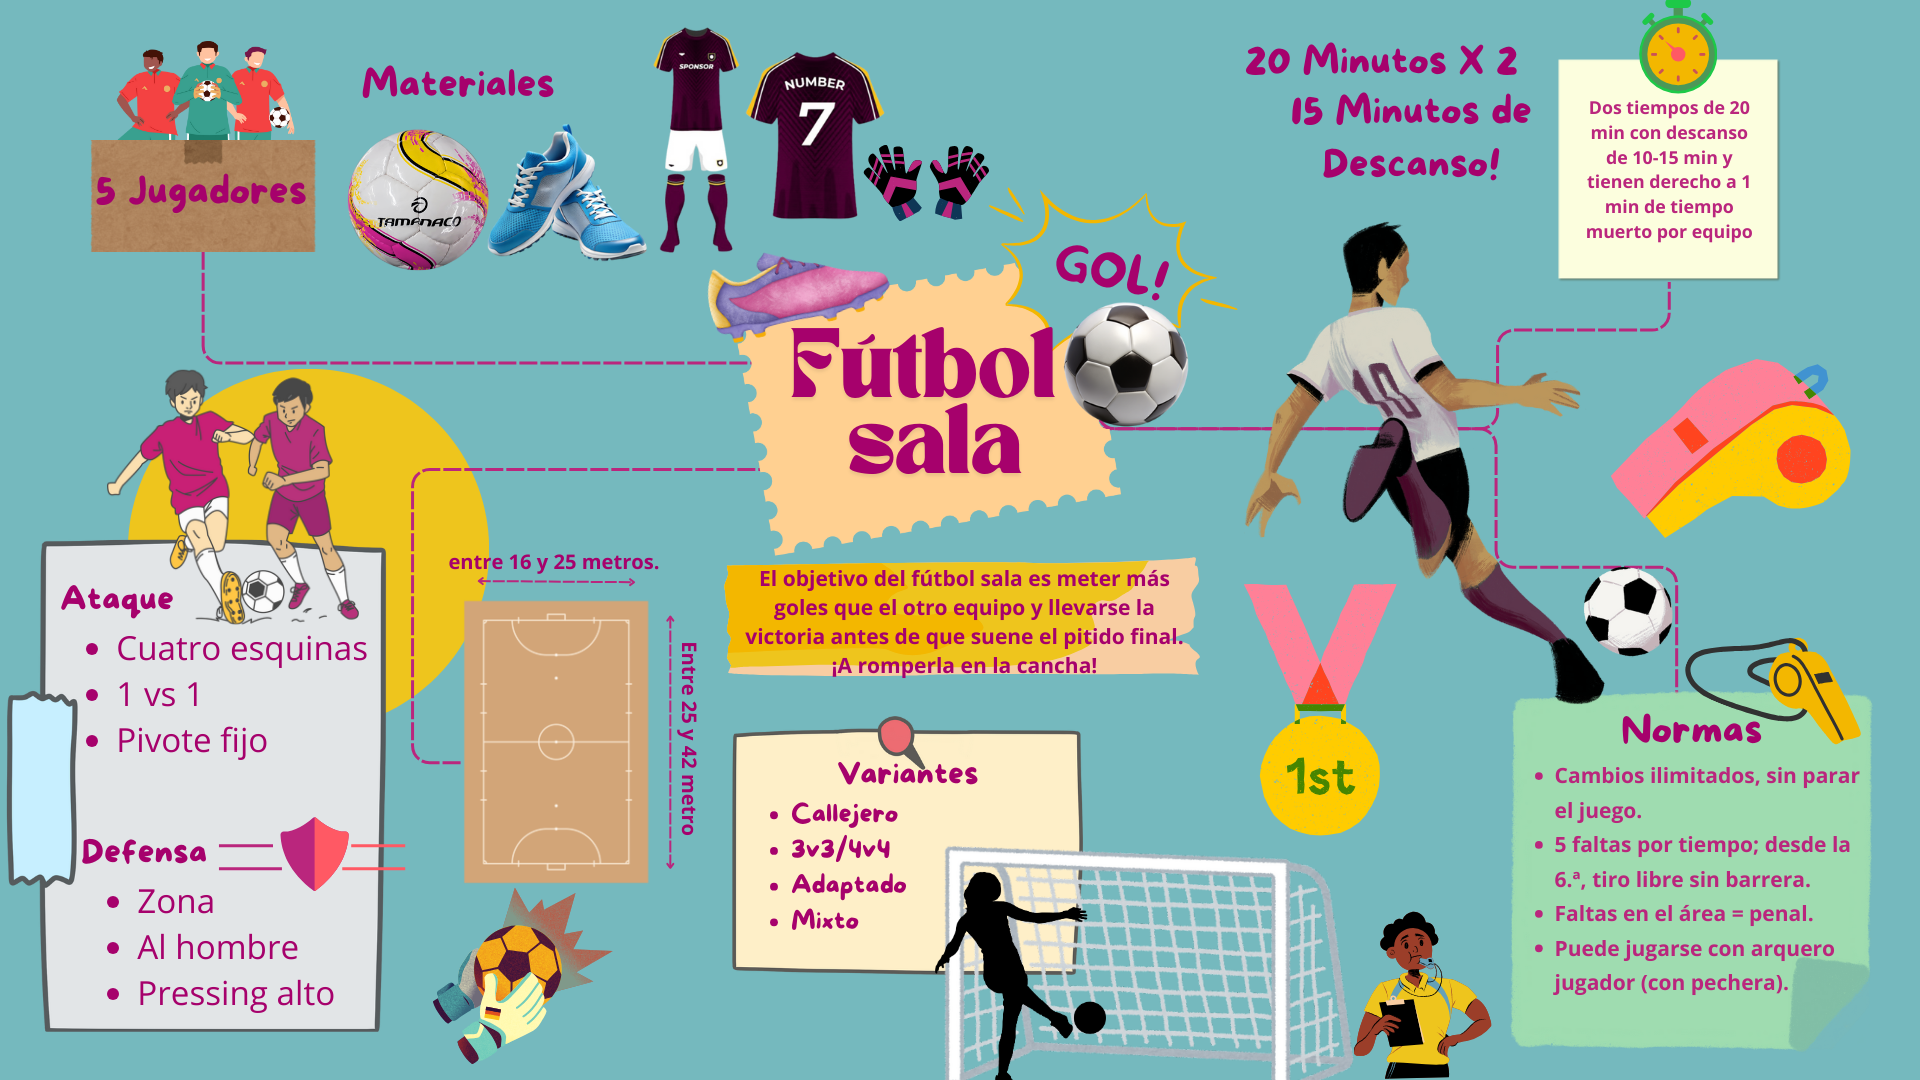 5 Jugadores
Materiales
TAMANACO
SPONSOR
NUMBER
7
20 Minutos X 2
15 Minutos de
Descanso!
Dos tiempos de 20
min con descanso
de 10-15 min y
tienen derecho a 1
min de tiempo
muerto por equipo
GOL!
Fútbol
sala
10
El objetivo del fútbol sala es meter más
goles que el otro equipo y llevarse la
victoria antes de que suene el pitido final.
¡A romperla en la cancha!
Ataque
Cuatro esquinas
1 vs 1
Pivote fijo
Defensa
Zona
Al hombre
Pressing alto
entre 16 y 25 metros.
Entre 25 y 42 metro
Variantes
Callejero
3v3/4v4
Adaptado
Mixto
1st
Normas
Cambios ilimitados, sin parar
el juego.
5 faltas por tiempo; desde la
6.ª, tiro libre sin barrera.
Faltas en el área = penal.
Puede jugarse con arquero
jugador (con pechera).